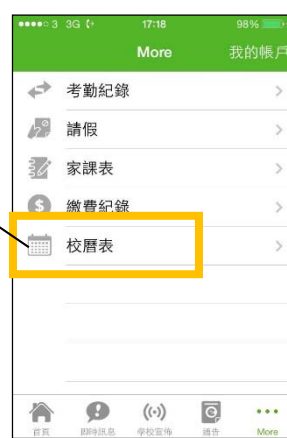 3 3G 17:18 98%
More 我的帳戶
考勤紀錄
請假
家課表
繳費紀錄
校曆表
首頁 即時訊息 學校宣佈 通告 More